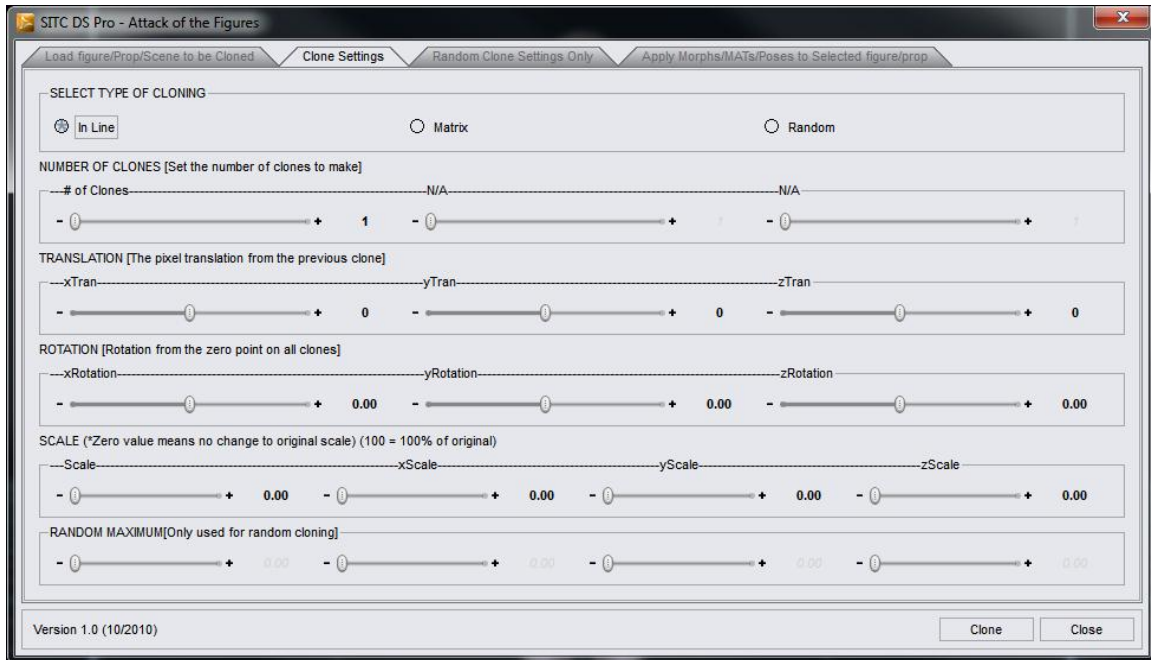 SITC DS Pro - Attack of the Figures
Load figure/Prop/Scene to be Cloned Clone Settings Random Clone Settings Only Apply Morphs/MATs/Poses to Selected figure/prop
SELECT TYPE OF CLONING
In Line Matrix Random
NUMBER OF CLONES [Set the number of clones to make]
----# of Clones---- ----N/A---- ----N/A
- + 1 - + 1 - + 1
TRANSLATION [The pixel translation from the previous clone]
----xTran---- ----yTran---- ----zTran
- + 0 - + 0 - + 0
ROTATION [Rotation from the zero point on all clones]
----xRotation---- ----yRotation---- ----zRotation
- + 0.00 - + 0.00 - + 0.00
SCALE (*Zero value means no change to original scale) (100 = 100% of original)
----Scale---- ----xScale---- ----yScale---- ----zScale
- + 0.00 - + 0.00 - + 0.00 - + 0.00
RANDOM MAXIMUM[Only used for random cloning]
- + 0.00 - + 0.00 - + 0.00 - + 0.00
Version 1.0 (10/2010) Clone Close